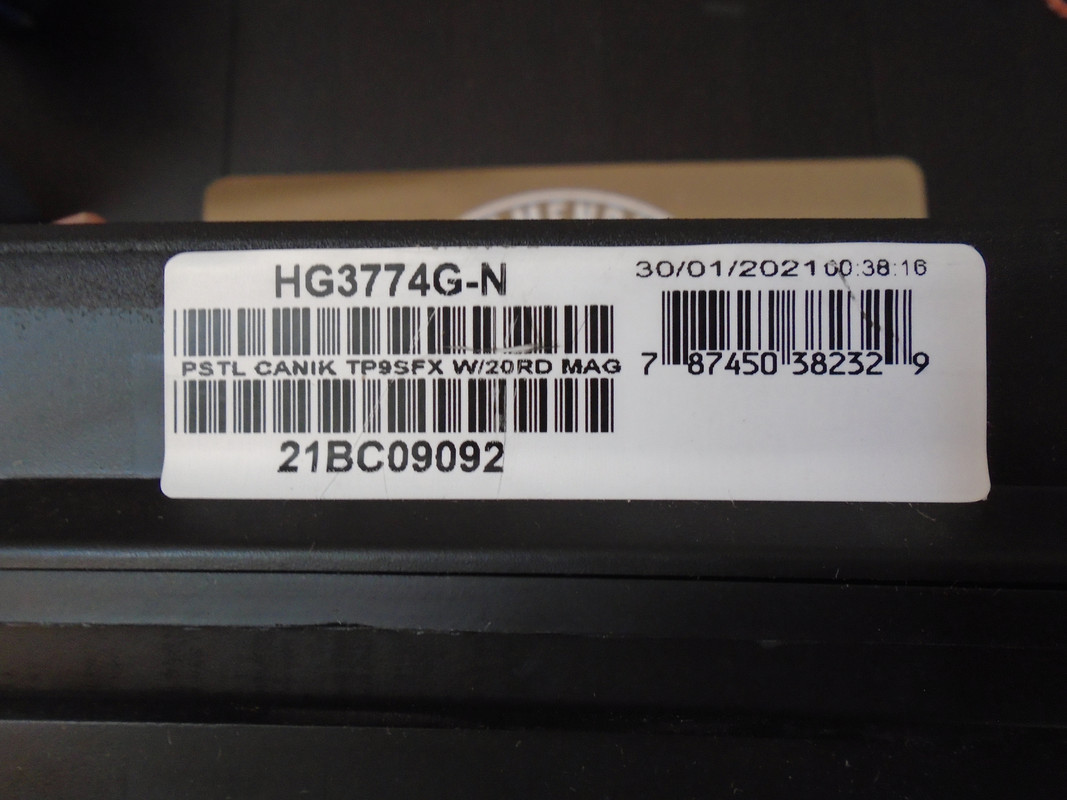 HG3774G-N
PSTL CANIK TP9SFX W/20RD MAG
21BC09092
30/01/2021 00:38:16
7 87450 38232 9